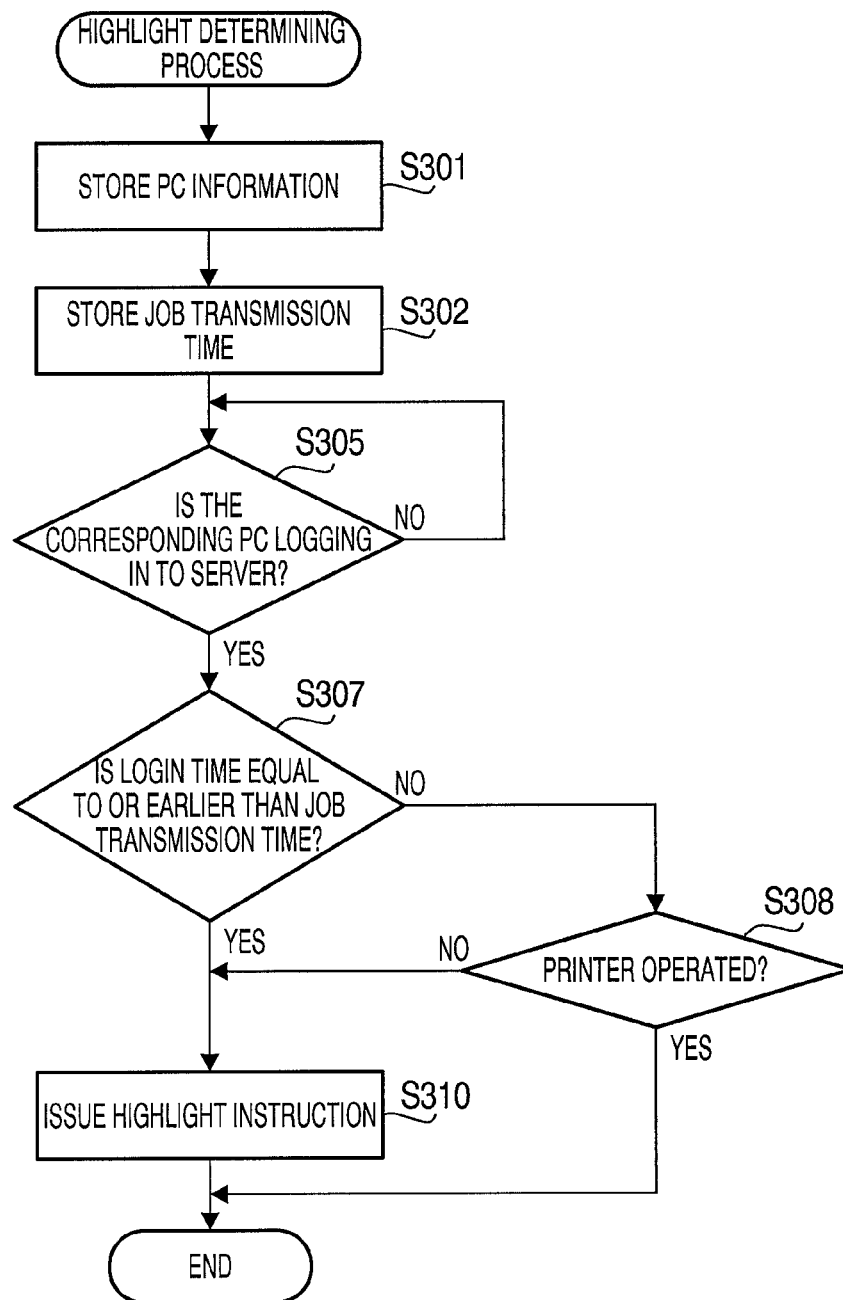 HIGHLIGHT DETERMINING
PROCESS
STORE PC INFORMATION
S301
STORE JOB TRANSMISSION
TIME
S302
S305
IS THE
CORRESPONDING PC LOGGING
IN TO SERVER?
NO
YES
S307
IS LOGIN TIME EQUAL
TO OR EARLIER THAN JOB
TRANSMISSION TIME?
NO
YES
S308
PRINTER OPERATED?
NO
YES
ISSUE HIGHLIGHT INSTRUCTION
S310
END